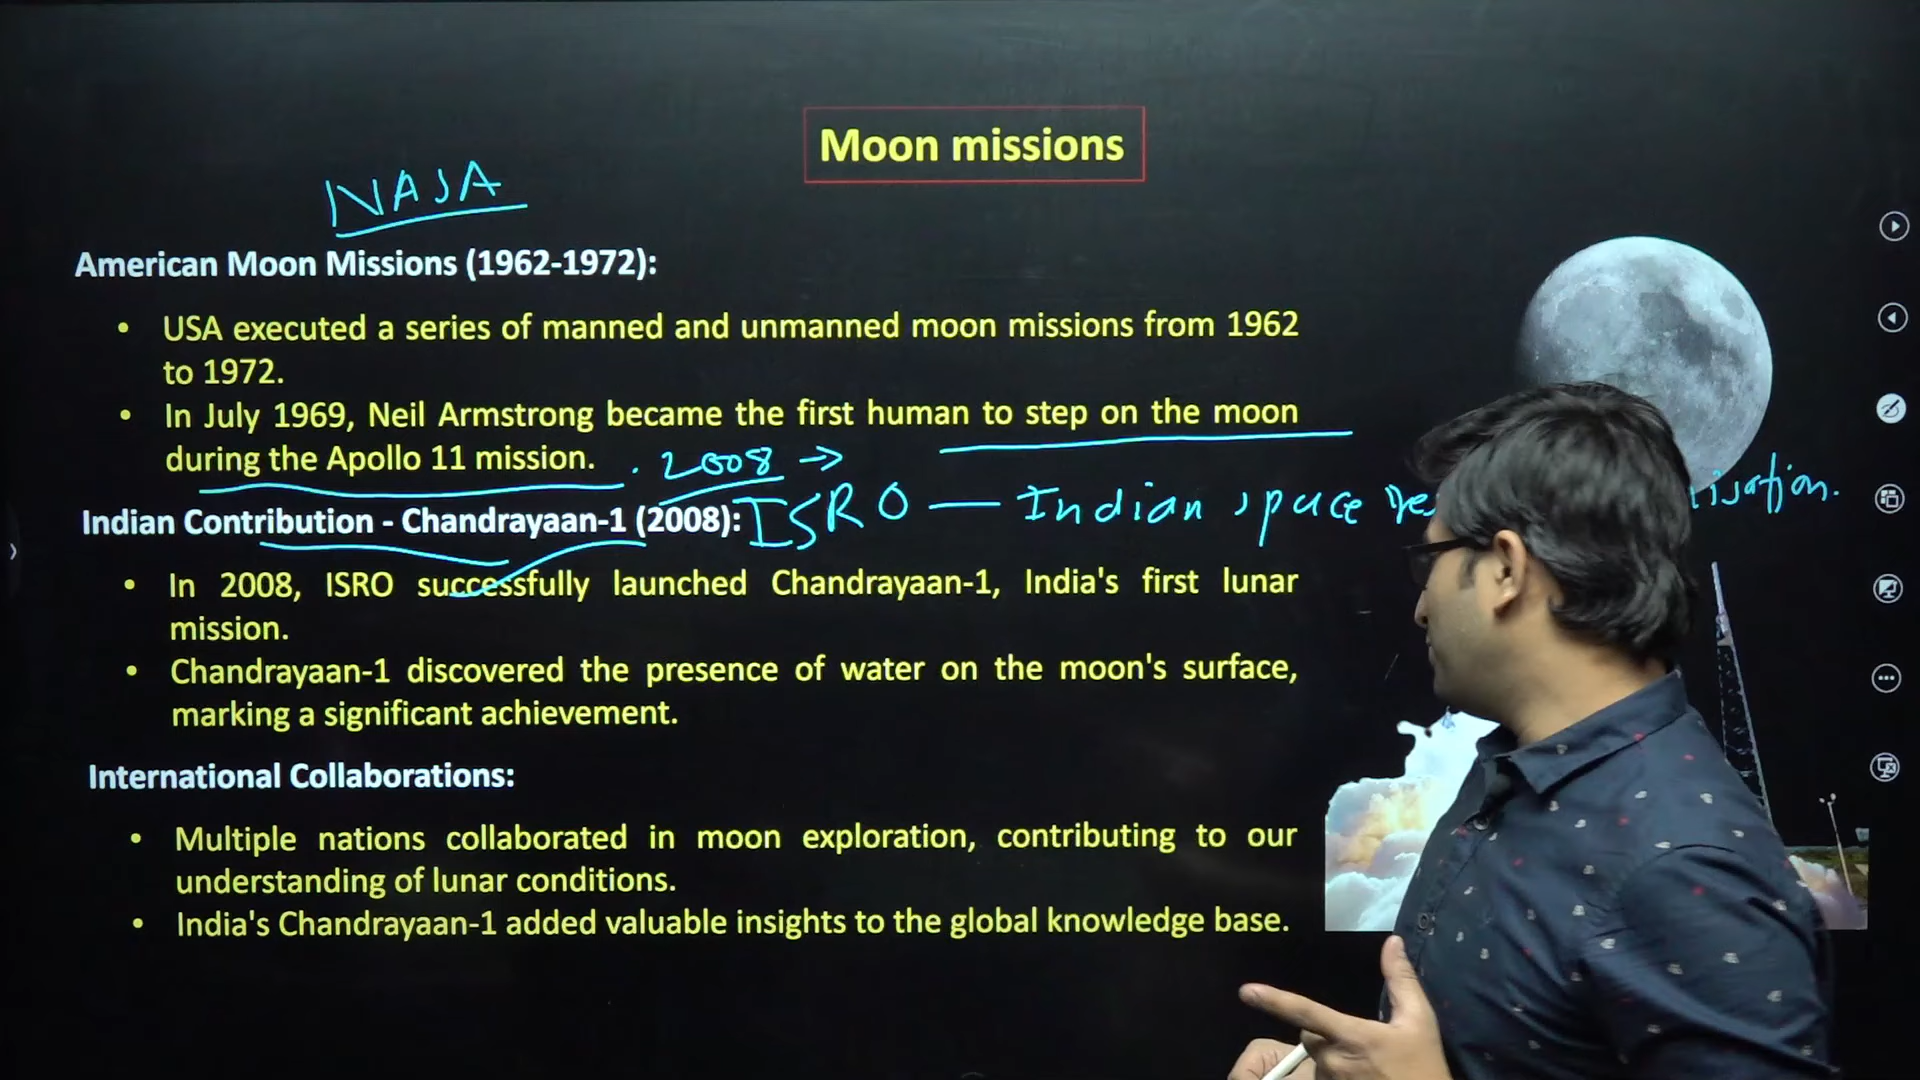 Moon missions
NASA
American Moon Missions (1962-1972):
• USA executed a series of manned and unmanned moon missions from 1962
to 1972.
• In July 1969, Neil Armstrong became the first human to step on the moon
during the Apollo 11 mission. . 2008 →
Indian Contribution - Chandrayaan-1 (2008): ISRO — Indian space
• In 2008, ISRO successfully launched Chandrayaan-1, India's first lunar
mission.
• Chandrayaan-1 discovered the presence of water on the moon's surface,
marking a significant achievement.
International Collaborations:
• Multiple nations collaborated in moon exploration, contributing to our
understanding of lunar conditions.
• India's Chandrayaan-1 added valuable insights to the global knowledge base.